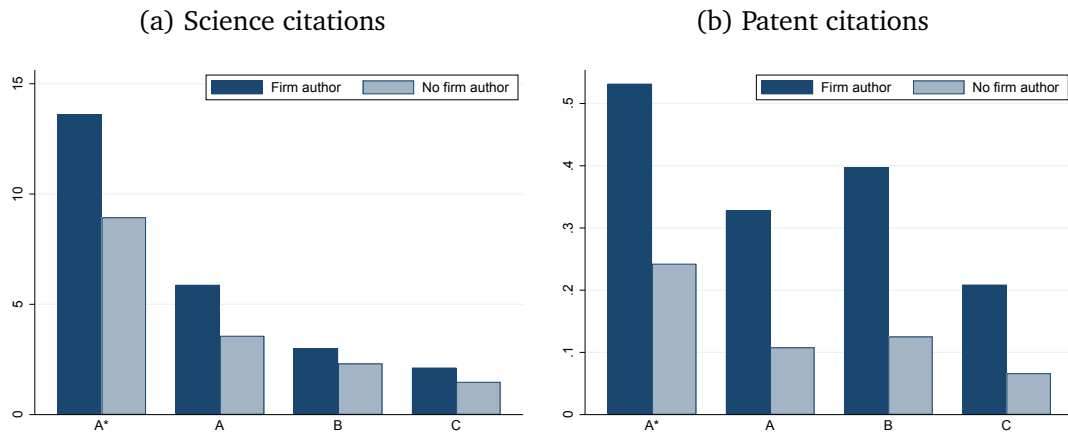 (a) Science citations
Firm author
No firm author
15
10
5
0
A*
A
B
C
(b) Patent citations
Firm author
No firm author
.5
.4
.3
.2
.1
0
A*
A
B
C